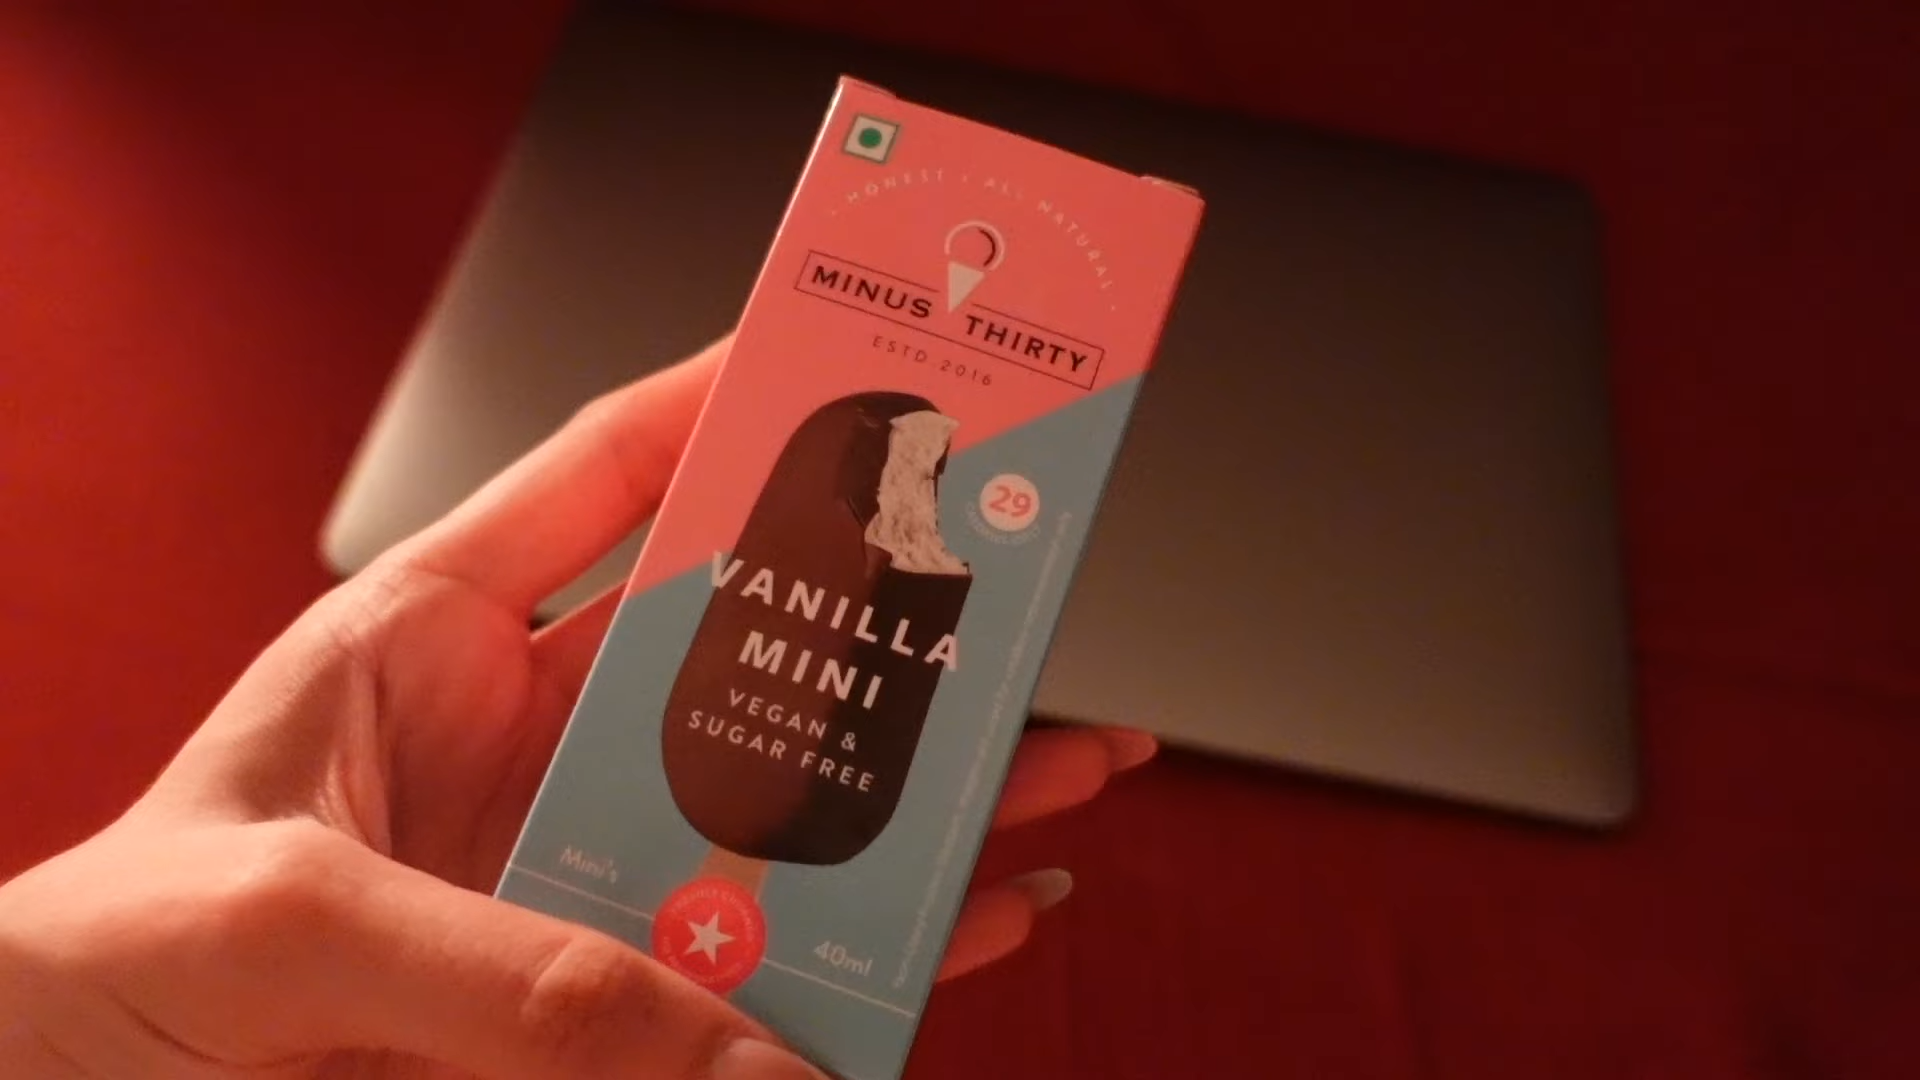 HONEST • ALL NATURAL
MINUS THIRTY
ESTD. 2016
29
VANILLA
MINI
VEGAN &
SUGAR FREE
Mini's
40ml